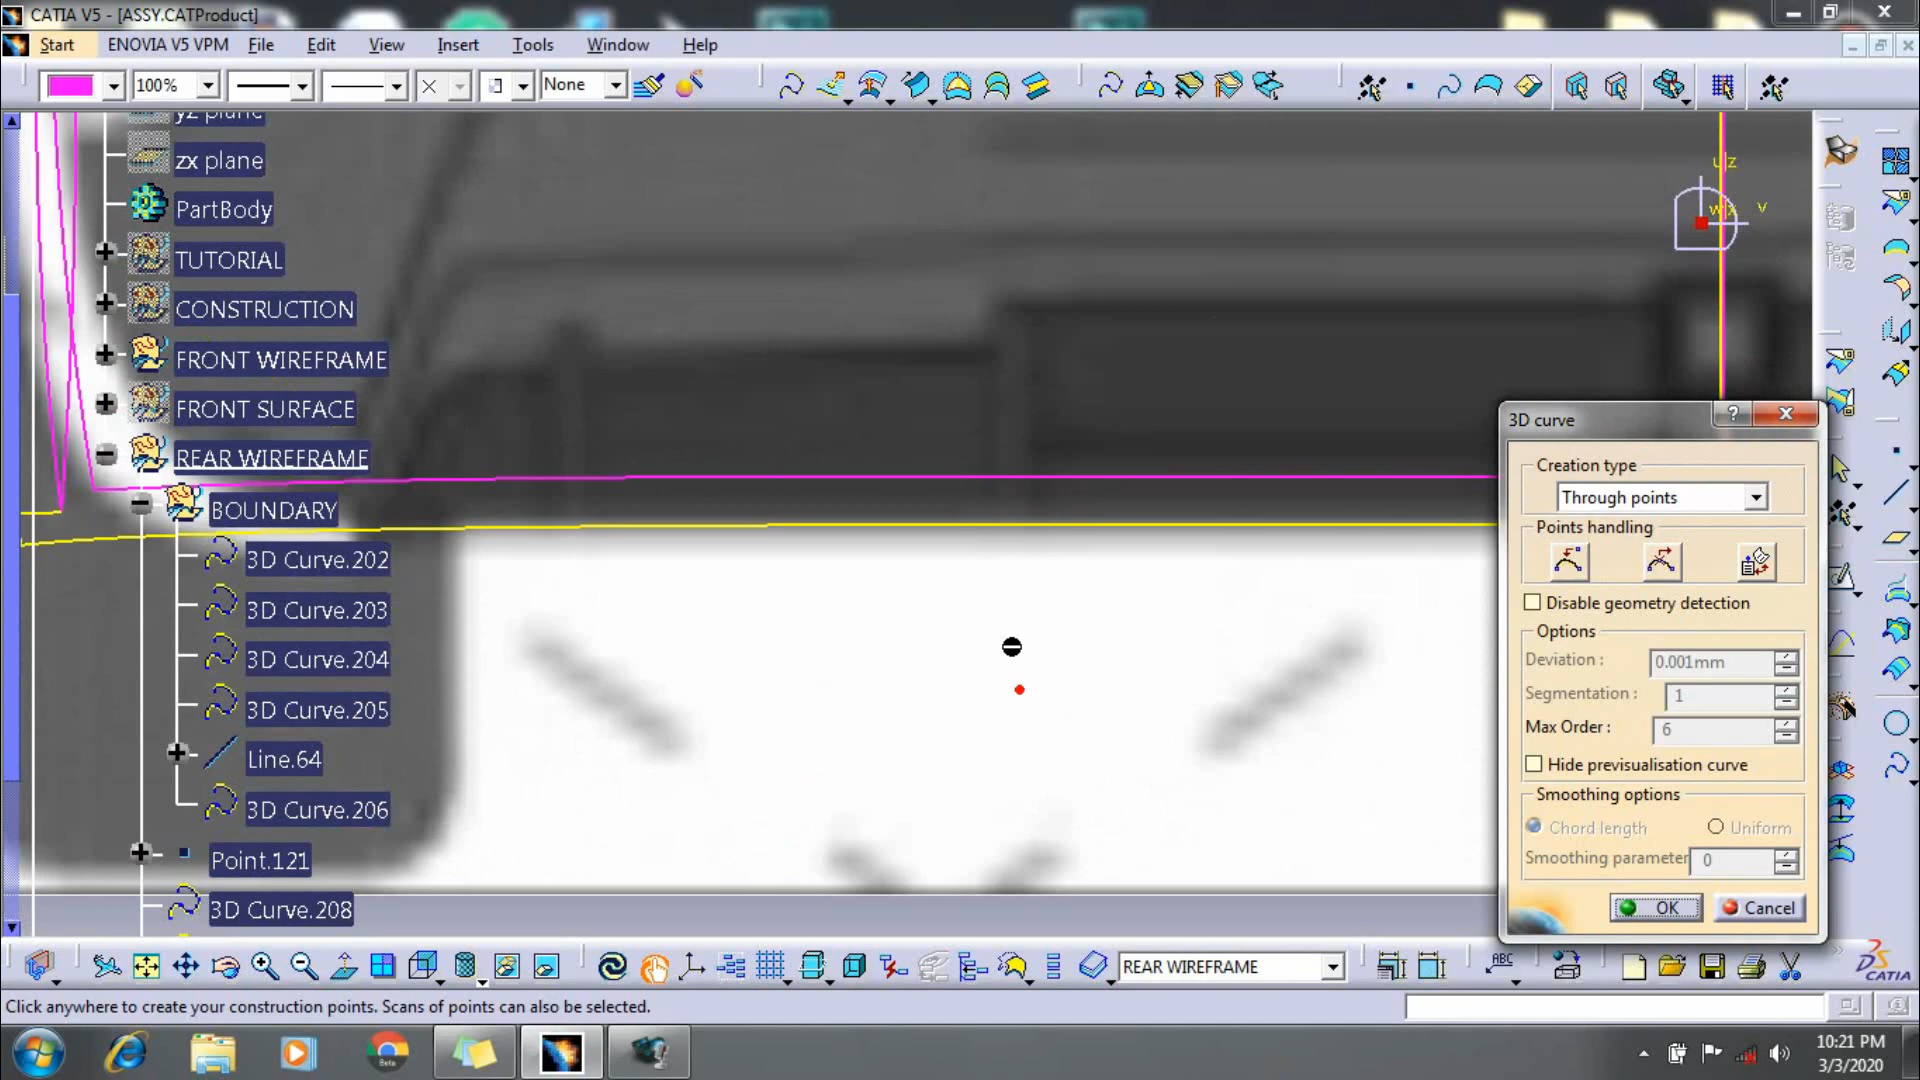 CATIA V5 - [ASSY.CATProduct]
Start ENOVIA V5 VPM File Edit View Insert Tools Window Help
100% None
yz plane
zx plane
PartBody
TUTORIAL
CONSTRUCTION
FRONT WIREFRAME
FRONT SURFACE
REAR WIREFRAME
BOUNDARY
3D Curve.202
3D Curve.203
3D Curve.204
3D Curve.205
Line.64
3D Curve.206
Point.121
3D Curve.208
v
3D curve
Creation type
Through points
Points handling
Disable geometry detection
Options
Deviation : 0.001mm
Segmentation : 1
Max Order : 6
Hide previsualisation curve
Smoothing options
Chord length Uniform
Smoothing parameter 0
OK Cancel
REAR WIREFRAME
ABC
CATIA
Click anywhere to create your construction points. Scans of points can also be selected.
Beta
10:21 PM
3/3/2020